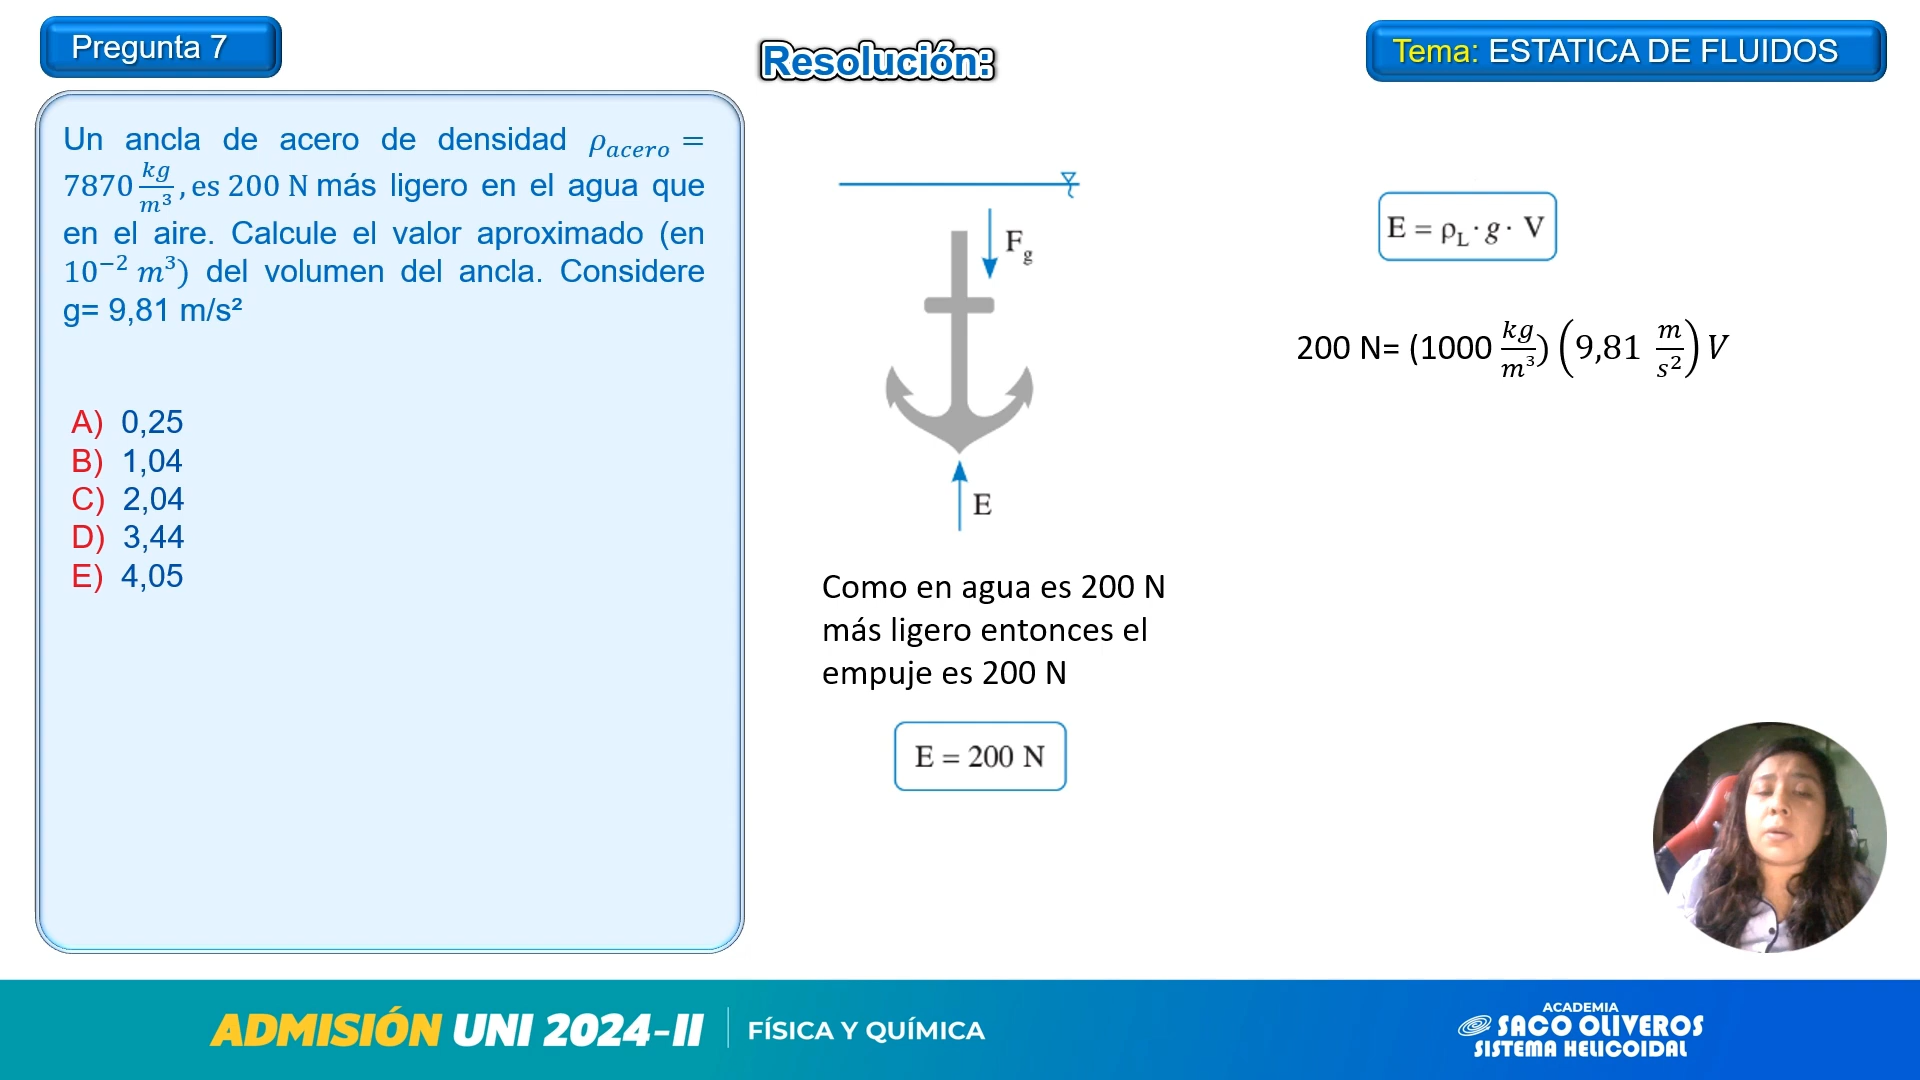 Pregunta 7
Resolución:
Tema: ESTATICA DE FLUIDOS
Un ancla de acero de densidad ρ_acero =
7870 kg/m³, es 200 N más ligero en el agua que
en el aire. Calcule el valor aproximado (en
10⁻² m³) del volumen del ancla. Considere
g= 9,81 m/s²
A) 0,25
B) 1,04
C) 2,04
D) 3,44
E) 4,05
F_g
E
Como en agua es 200 N
más ligero entonces el
empuje es 200 N
E = 200 N
E = ρ_L · g · V
200 N= (1000 kg/m³) (9,81 m/s²) V
ADMISIÓN UNI 2024-II
FÍSICA Y QUÍMICA
ACADEMIA
SACO OLIVEROS
SISTEMA HELICOIDAL